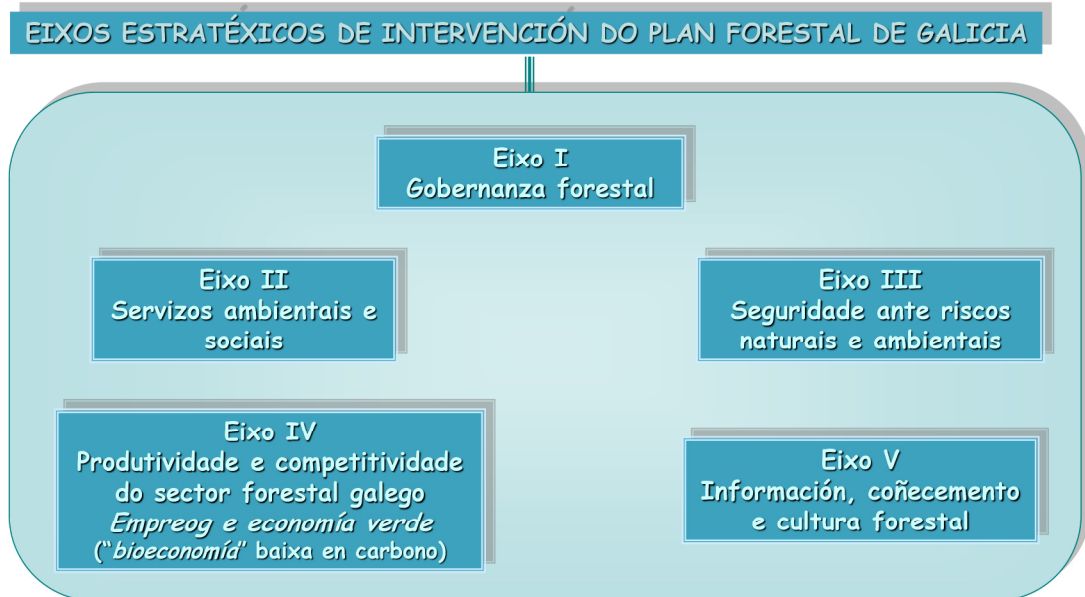 EIXOS ESTRATÉXICOS DE INTERVENCIÓN DO PLAN FORESTAL DE GALICIA
Eixo I
Gobernanza forestal
Eixo II
Servizos ambientais e
sociais
Eixo III
Seguridade ante riscos
naturais e ambientais
Eixo IV
Produtividade e competitividade
do sector forestal galego
Empreog e economía verde
(“bioeconomíd” baixa en carbono)
Eixo V
Información, coñecemento
e cultura forestal